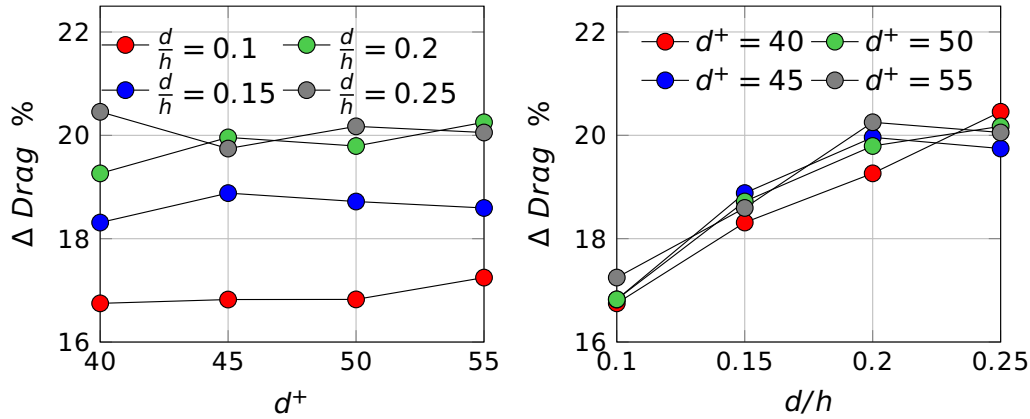 22
20
18
16
Δ Drag %
40 45 50 55
d⁺
d/h = 0.1
d/h = 0.2
d/h = 0.15
d/h = 0.25
22
20
18
16
Δ Drag %
0.1 0.15 0.2 0.25
d/h
d⁺ = 40
d⁺ = 50
d⁺ = 45
d⁺ = 55